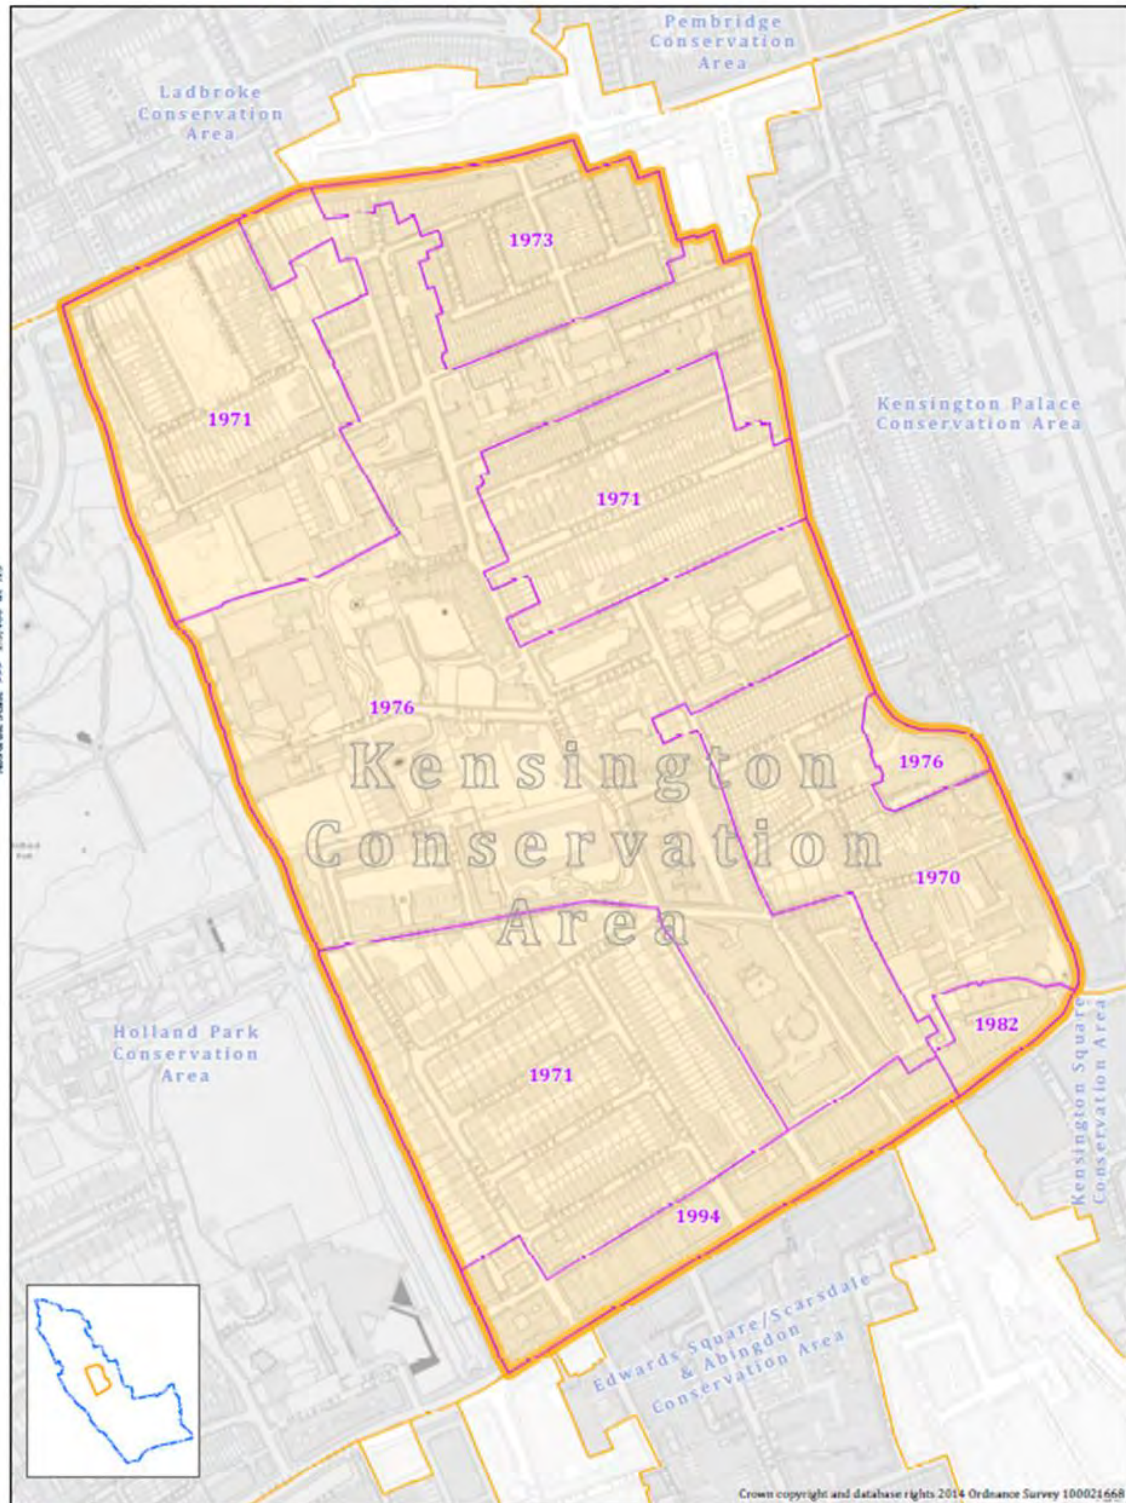 Pembridge
Conservation
Area
Ladbroke
Conservation
Area
1973
Kensington Palace
Conservation Area
1971
1971
1976
Kensington
Conservation
Area
1976
1970
Holland Park
Conservation
Area
1982
Kensington Square
Conservation Area
1971
1994
Edwards Square/Scarsdale
& Abingdon
Conservation Area
Crown copyright and database rights 2014 Ordnance Survey 100021668